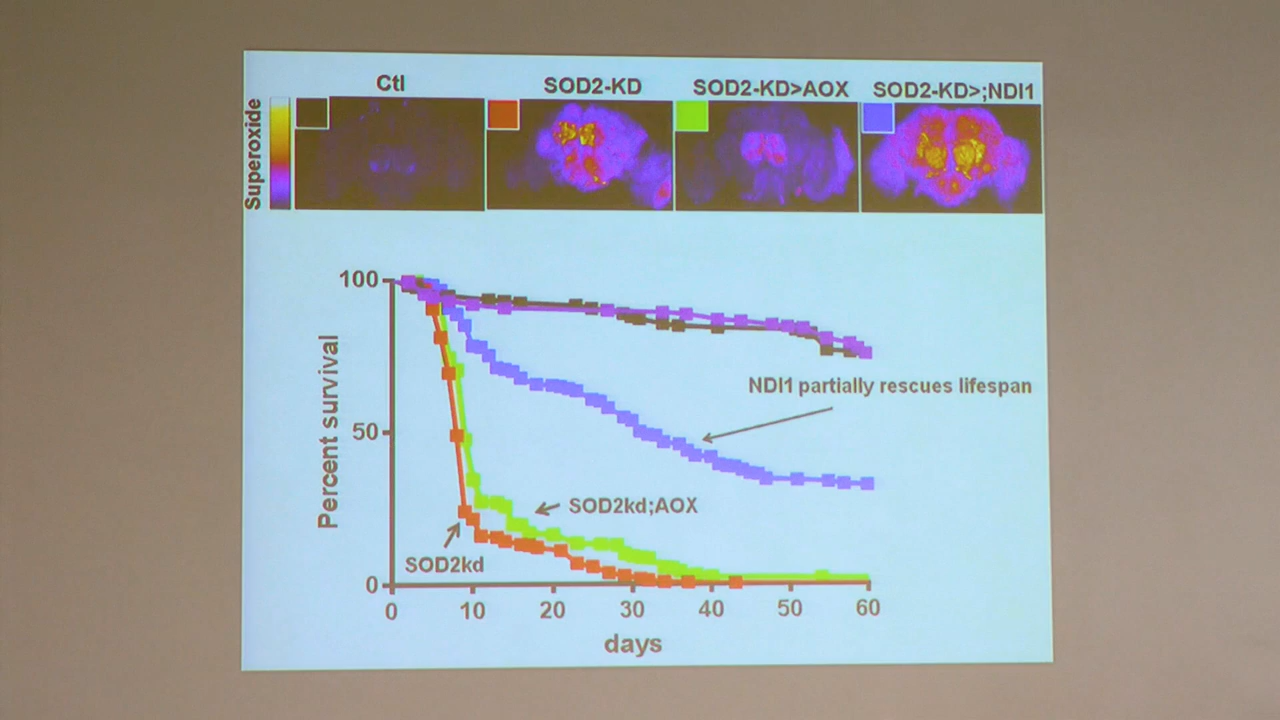 Ctl
SOD2-KD
SOD2-KD>AOX
SOD2-KD>;NDI1
Superoxide
100
50
0
Percent survival
NDI1 partially rescues lifespan
SOD2kd;AOX
SOD2kd
0 10 20 30 40 50 60
days